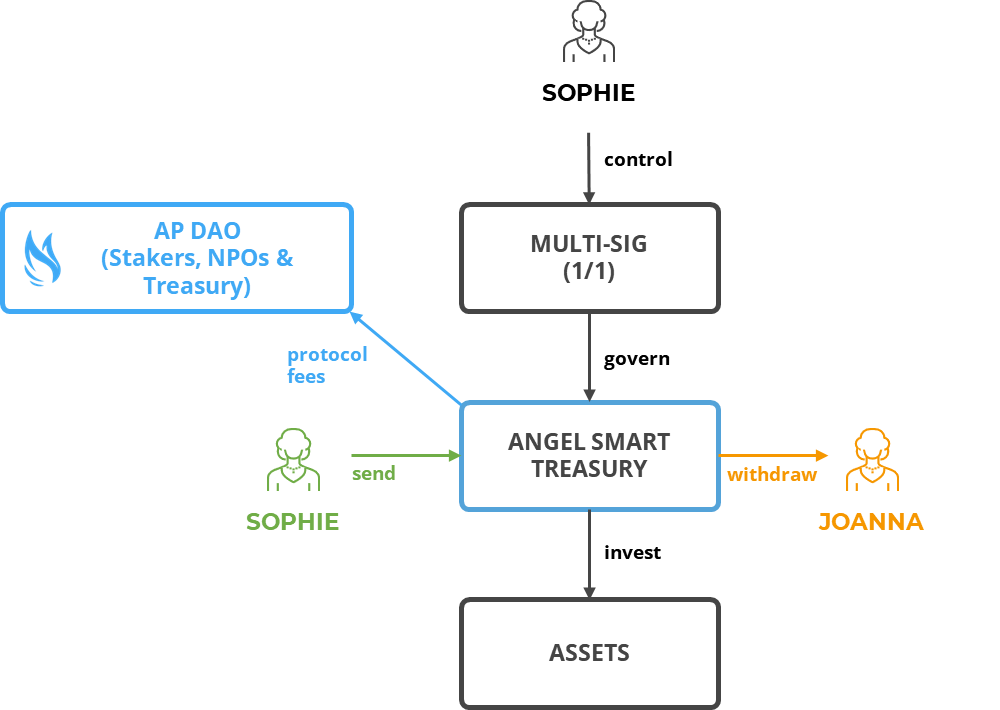 SOPHIE
control
AP DAO
(Stakers, NPOs &
Treasury)
MULTI-SIG
(1/1)
protocol
fees
govern
SOPHIE
send
ANGEL SMART
TREASURY
withdraw
JOANNA
invest
ASSETS